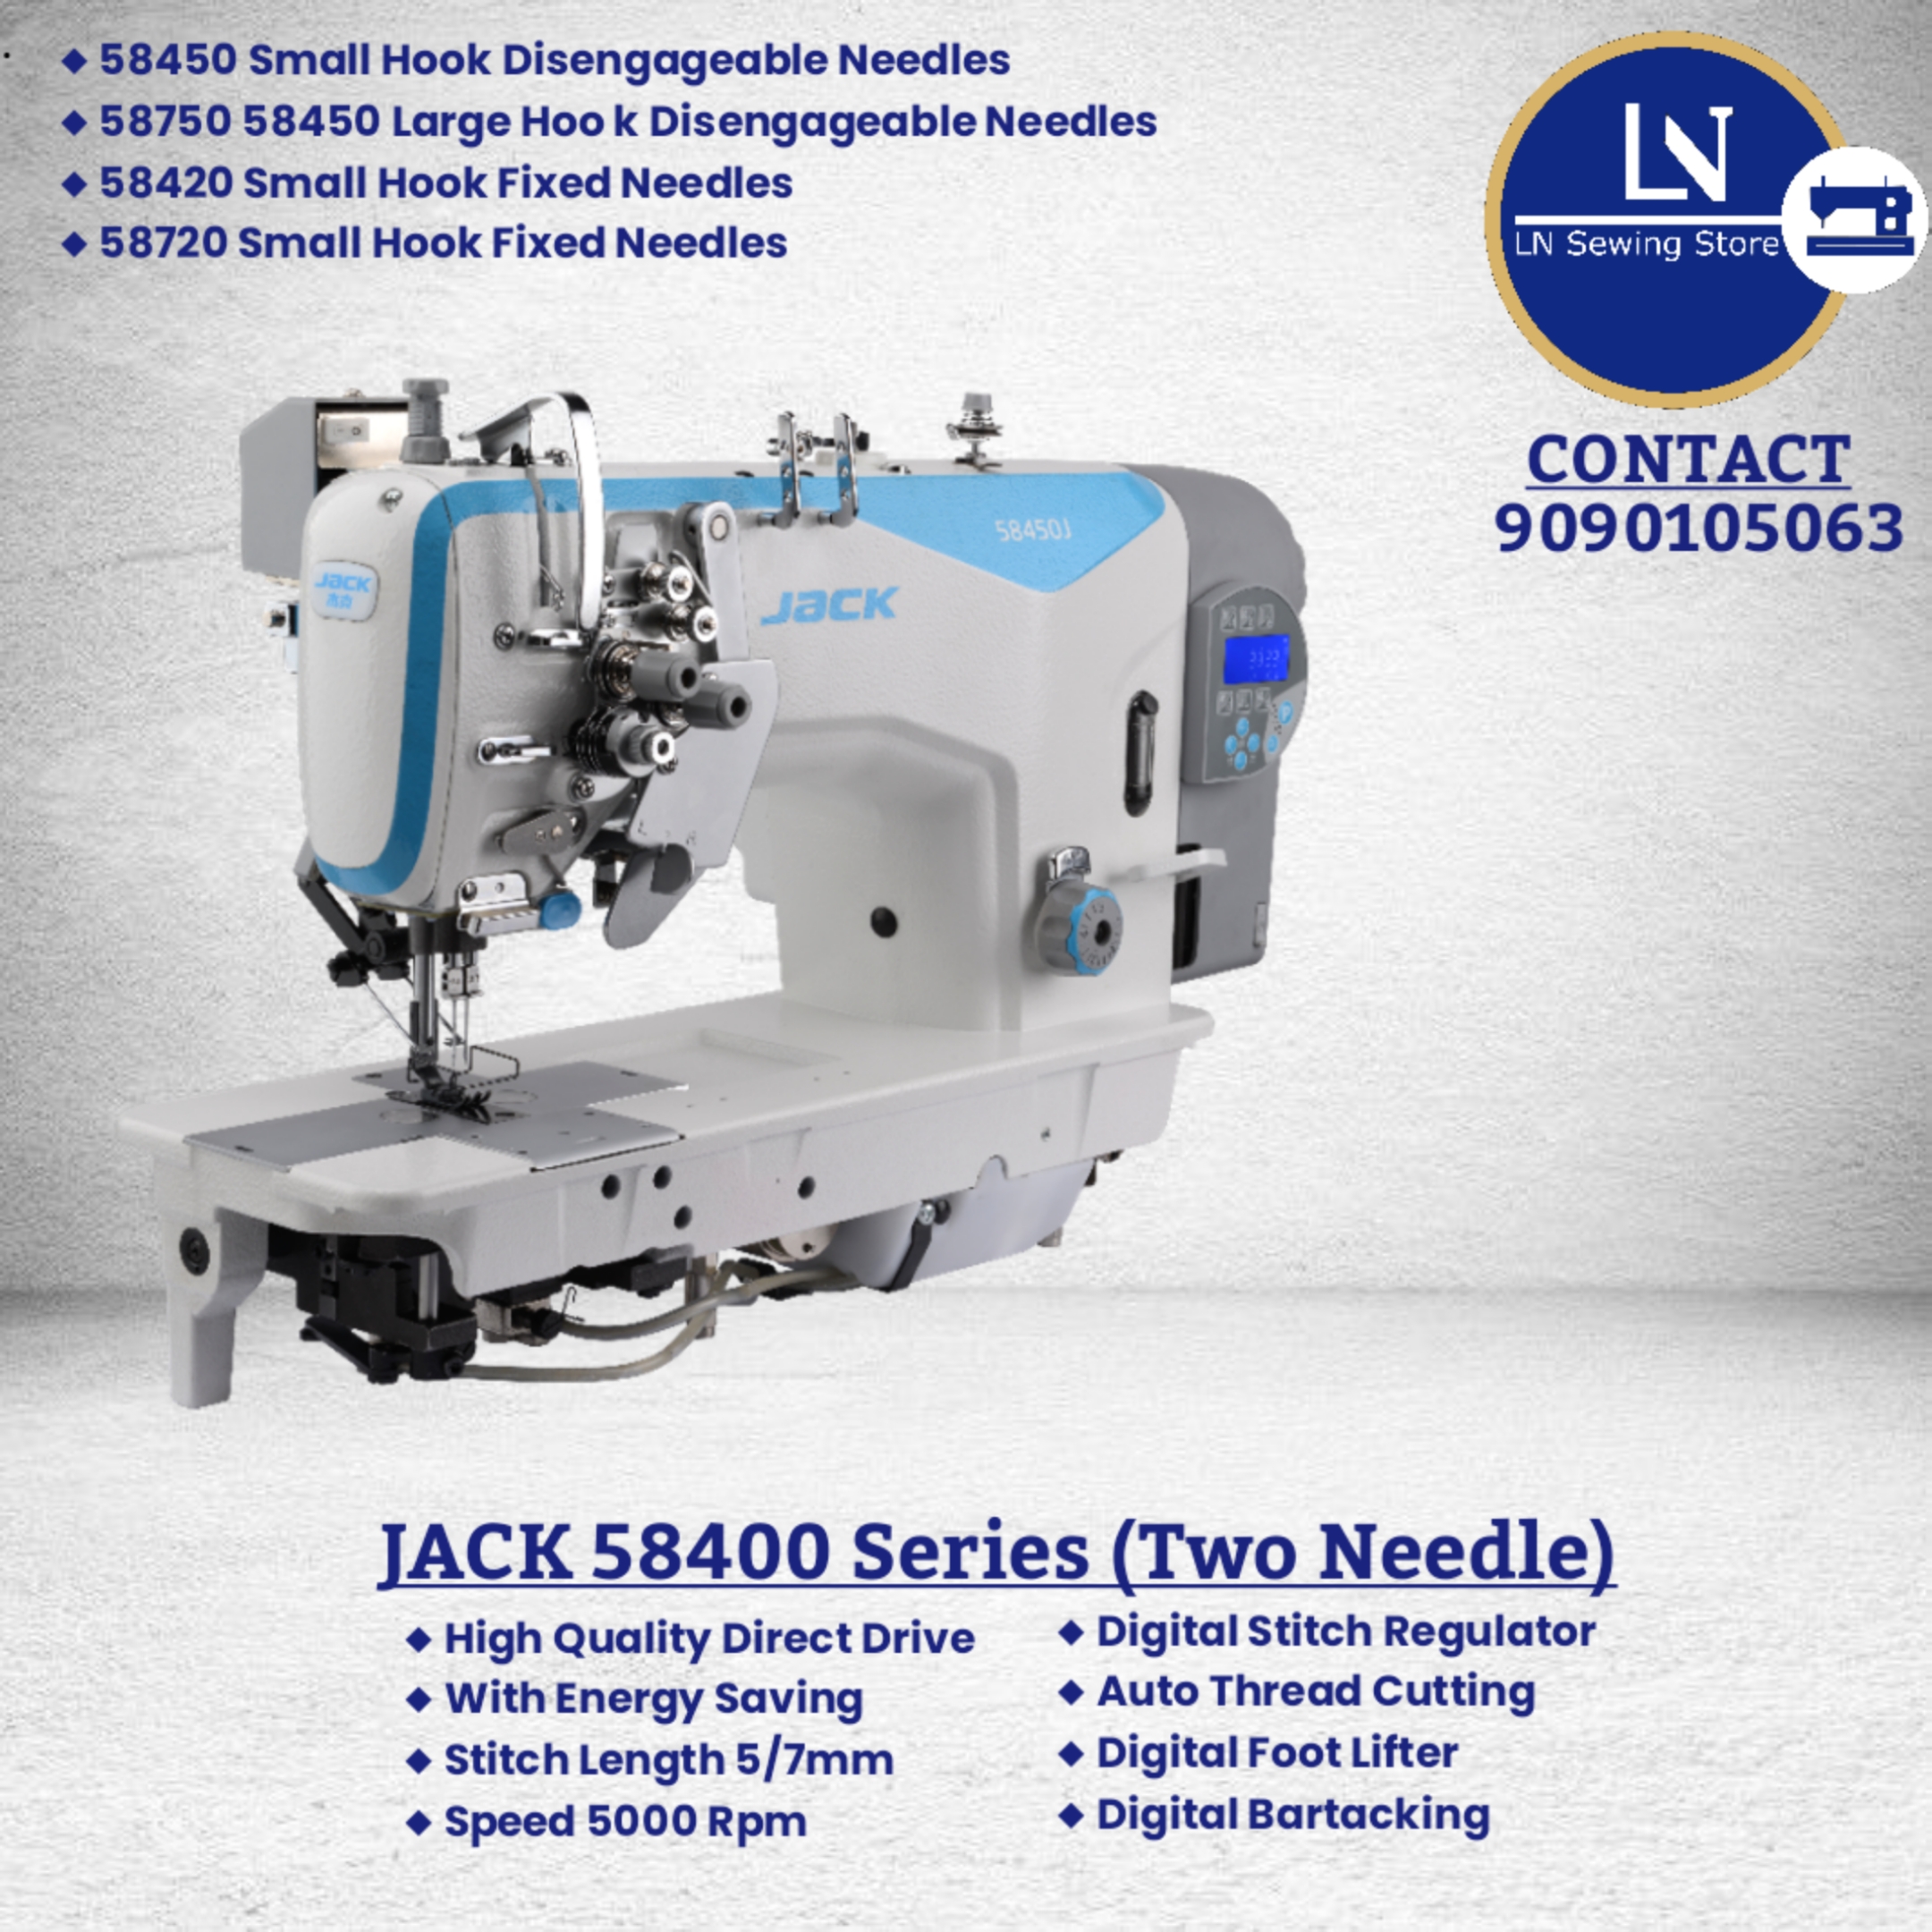 ◆ 58450 Small Hook Disengageable Needles
◆ 58750 58450 Large Hoo k Disengageable Needles
◆ 58420 Small Hook Fixed Needles
◆ 58720 Small Hook Fixed Needles
LN
LN Sewing Store
CONTACT
9090105063
58450J
JACK
JACK
杰克
JACK 58400 Series (Two Needle)
◆ High Quality Direct Drive
◆ With Energy Saving
◆ Stitch Length 5/7mm
◆ Speed 5000 Rpm
◆ Digital Stitch Regulator
◆ Auto Thread Cutting
◆ Digital Foot Lifter
◆ Digital Bartacking